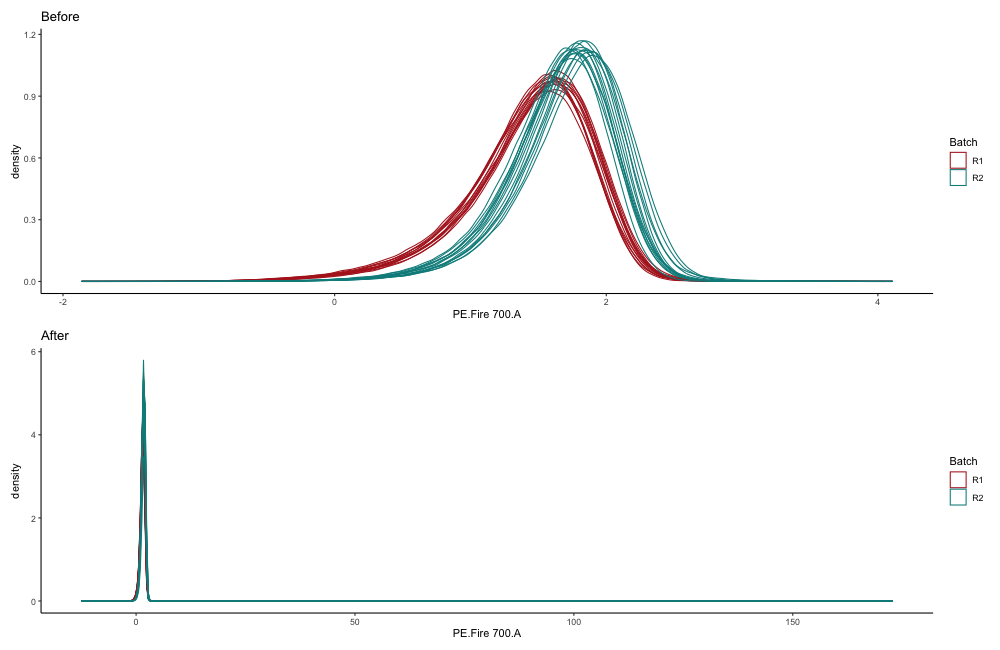 Before
1.2
0.9
0.6
0.3
0.0
density
-2
0
2
4
PE.Fire 700.A
Batch
R1
R2
After
6
4
2
0
density
0
50
100
150
PE.Fire 700.A
Batch
R1
R2